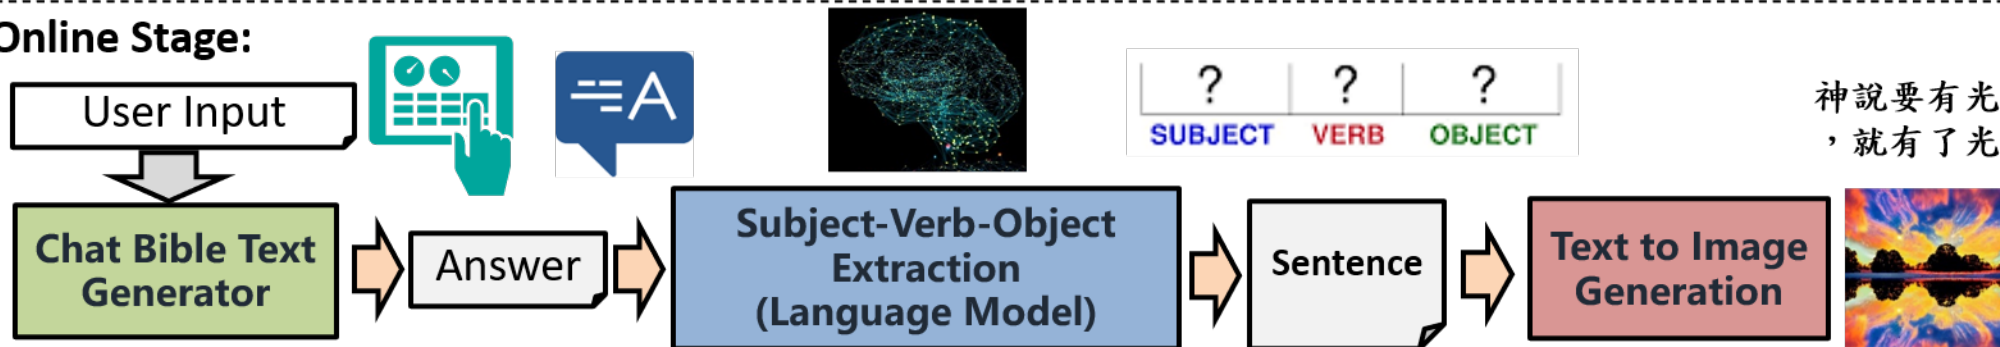 Online Stage:
User Input
A
? ? ?
SUBJECT VERB OBJECT
神說要有光
，就有了光
Chat Bible Text
Generator
Answer
Subject-Verb-Object
Extraction
(Language Model)
Sentence
Text to Image
Generation